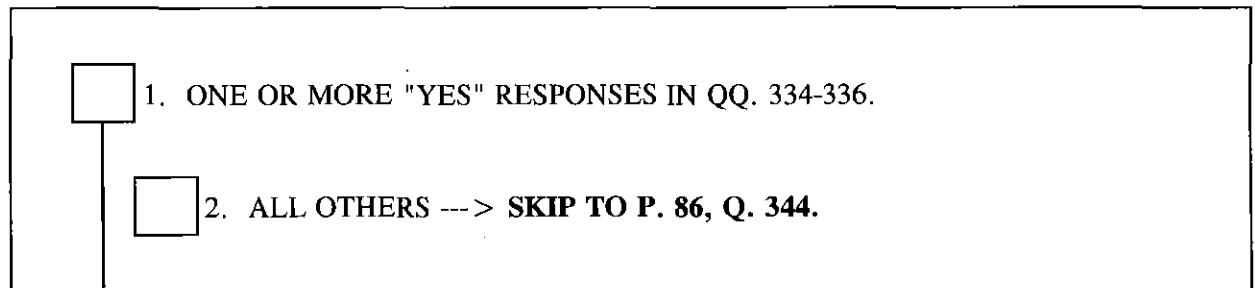 1. ONE OR MORE "YES" RESPONSES IN QQ. 334-336.
2. ALL OTHERS ---> SKIP TO P. 86, Q. 344.